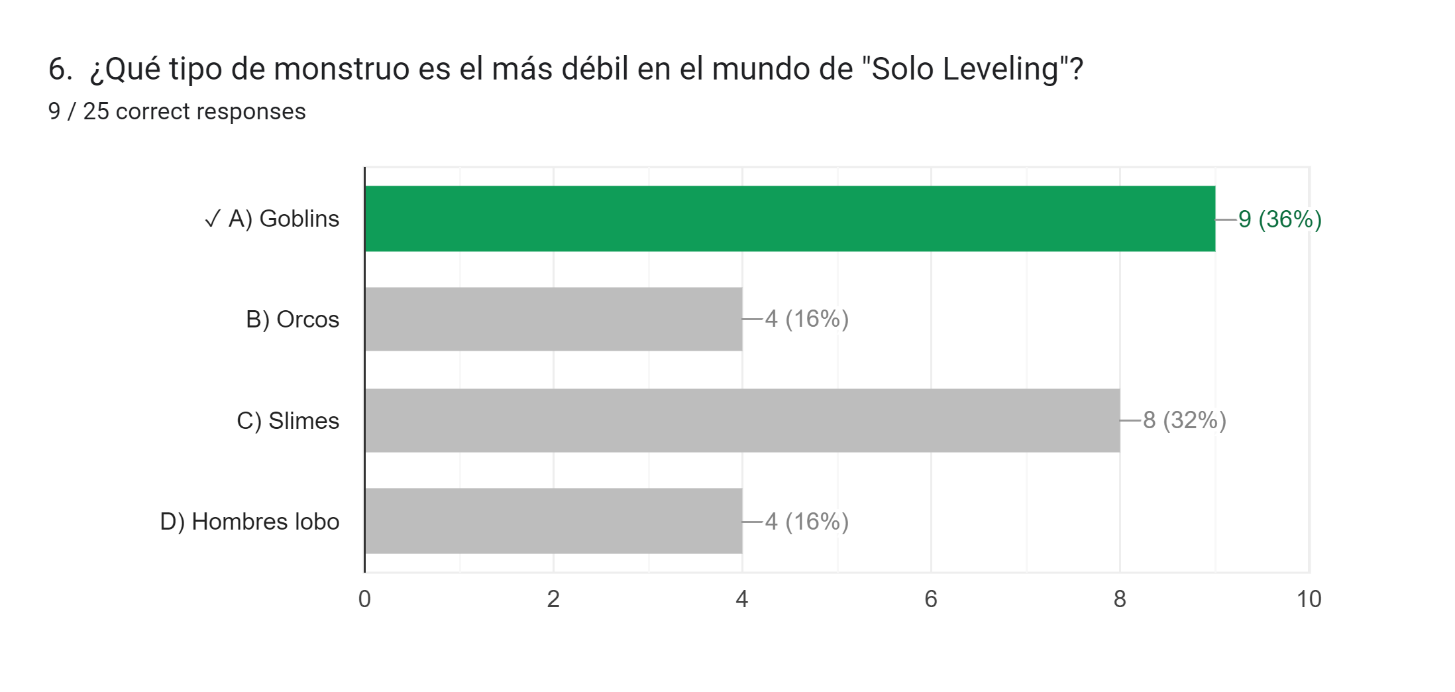 6. ¿Qué tipo de monstruo es el más débil en el mundo de "Solo Leveling"?
9 / 25 correct responses
✓ A) Goblins
9 (36%)
B) Orcos
4 (16%)
C) Slimes
8 (32%)
D) Hombres lobo
4 (16%)
0 2 4 6 8 10